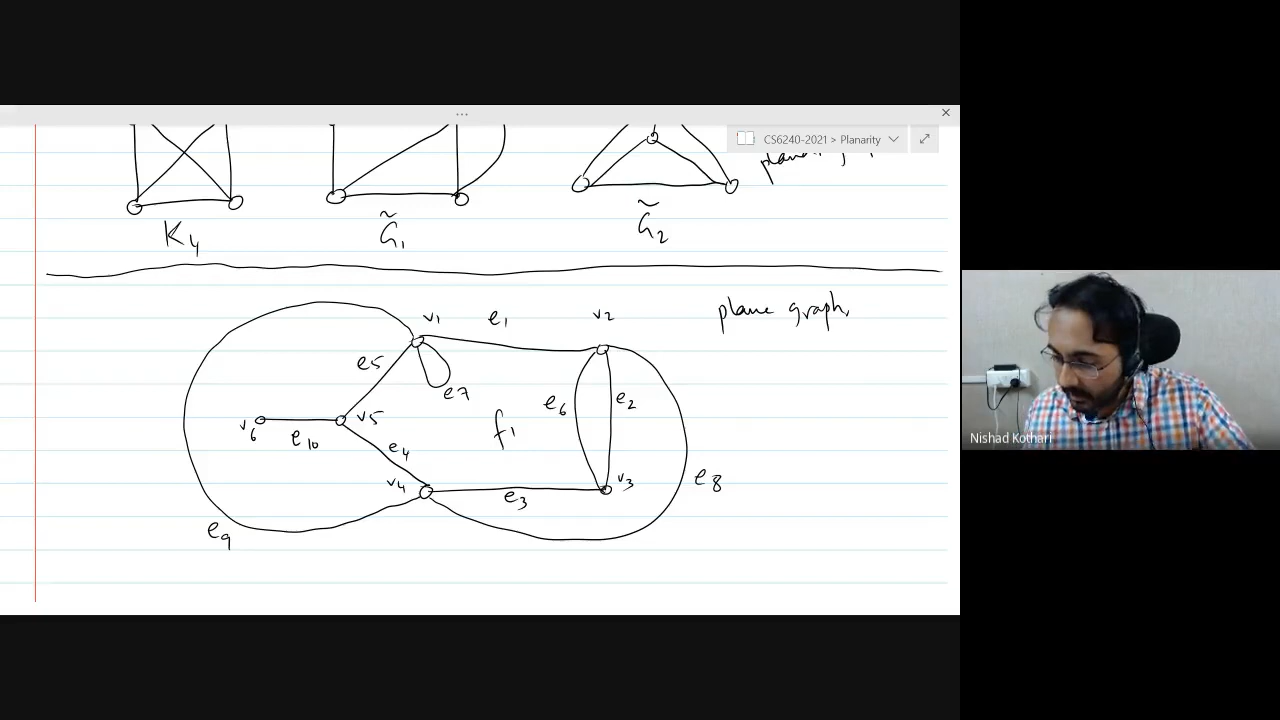 CS6240-2021 > Planarity
K4
G̃1
G̃2
plane graph,
v1
e1
v2
e5
e7
e6
e2
v6
e10
v5
e4
f1
v4
e3
v3
e8
e9
Nishad Kothari